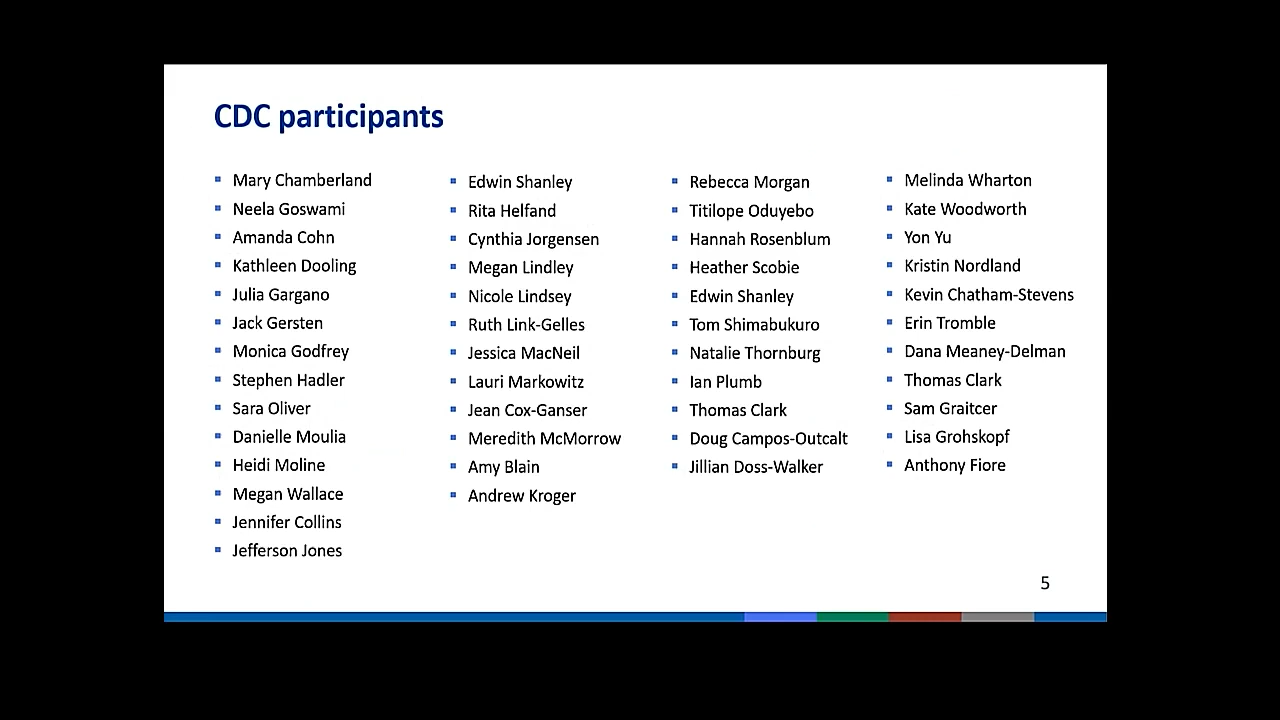 CDC participants
Mary Chamberland
Neela Goswami
Amanda Cohn
Kathleen Dooling
Julia Gargano
Jack Gersten
Monica Godfrey
Stephen Hadler
Sara Oliver
Danielle Moulia
Heidi Moline
Megan Wallace
Jennifer Collins
Jefferson Jones
Edwin Shanley
Rita Helfand
Cynthia Jorgensen
Megan Lindley
Nicole Lindsey
Ruth Link-Gelles
Jessica MacNeil
Lauri Markowitz
Jean Cox-Ganser
Meredith McMorrow
Amy Blain
Andrew Kroger
Rebecca Morgan
Titilope Oduyebo
Hannah Rosenblum
Heather Scobie
Edwin Shanley
Tom Shimabukuro
Natalie Thornburg
Ian Plumb
Thomas Clark
Doug Campos-Outcalt
Jillian Doss-Walker
Melinda Wharton
Kate Woodworth
Yon Yu
Kristin Nordland
Kevin Chatham-Stevens
Erin Tromble
Dana Meaney-Delman
Thomas Clark
Sam Graitcer
Lisa Grohskopf
Anthony Fiore
5